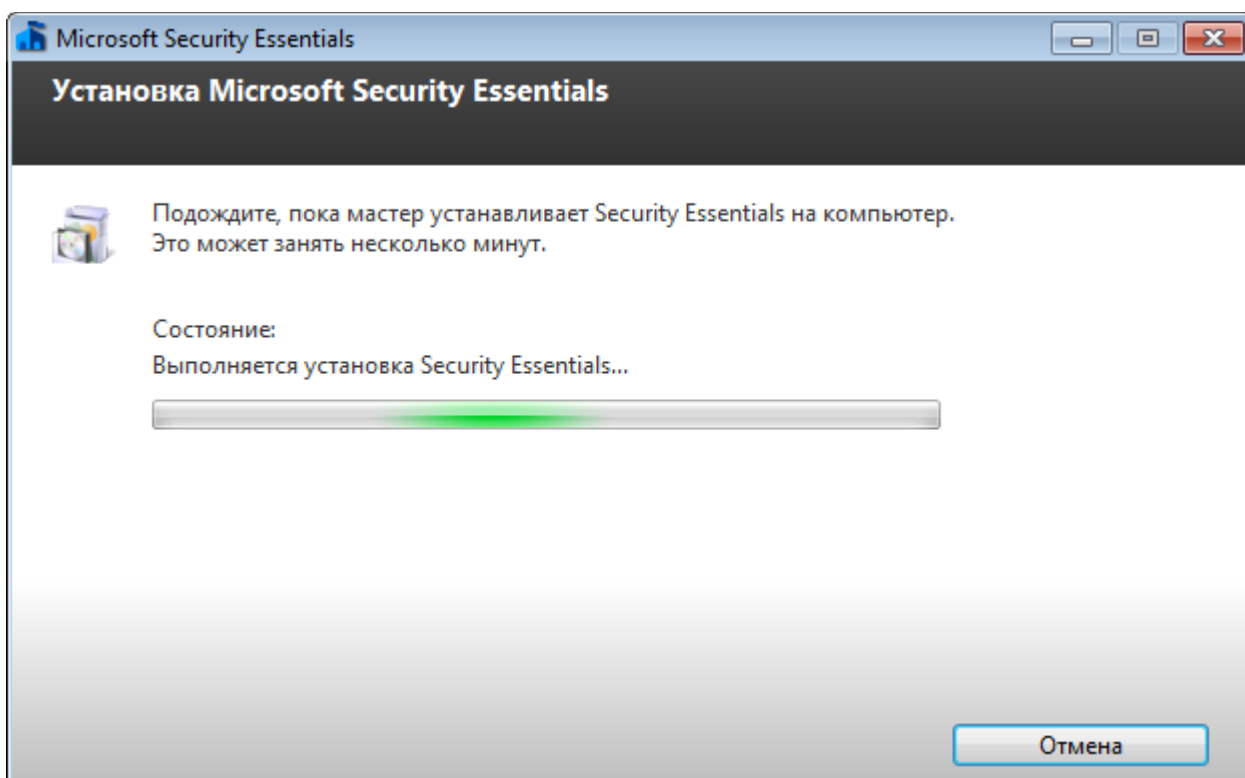 Microsoft Security Essentials
Установка Microsoft Security Essentials
Подождите, пока мастер устанавливает Security Essentials на компьютер.
Это может занять несколько минут.
Состояние:
Выполняется установка Security Essentials...
Отмена